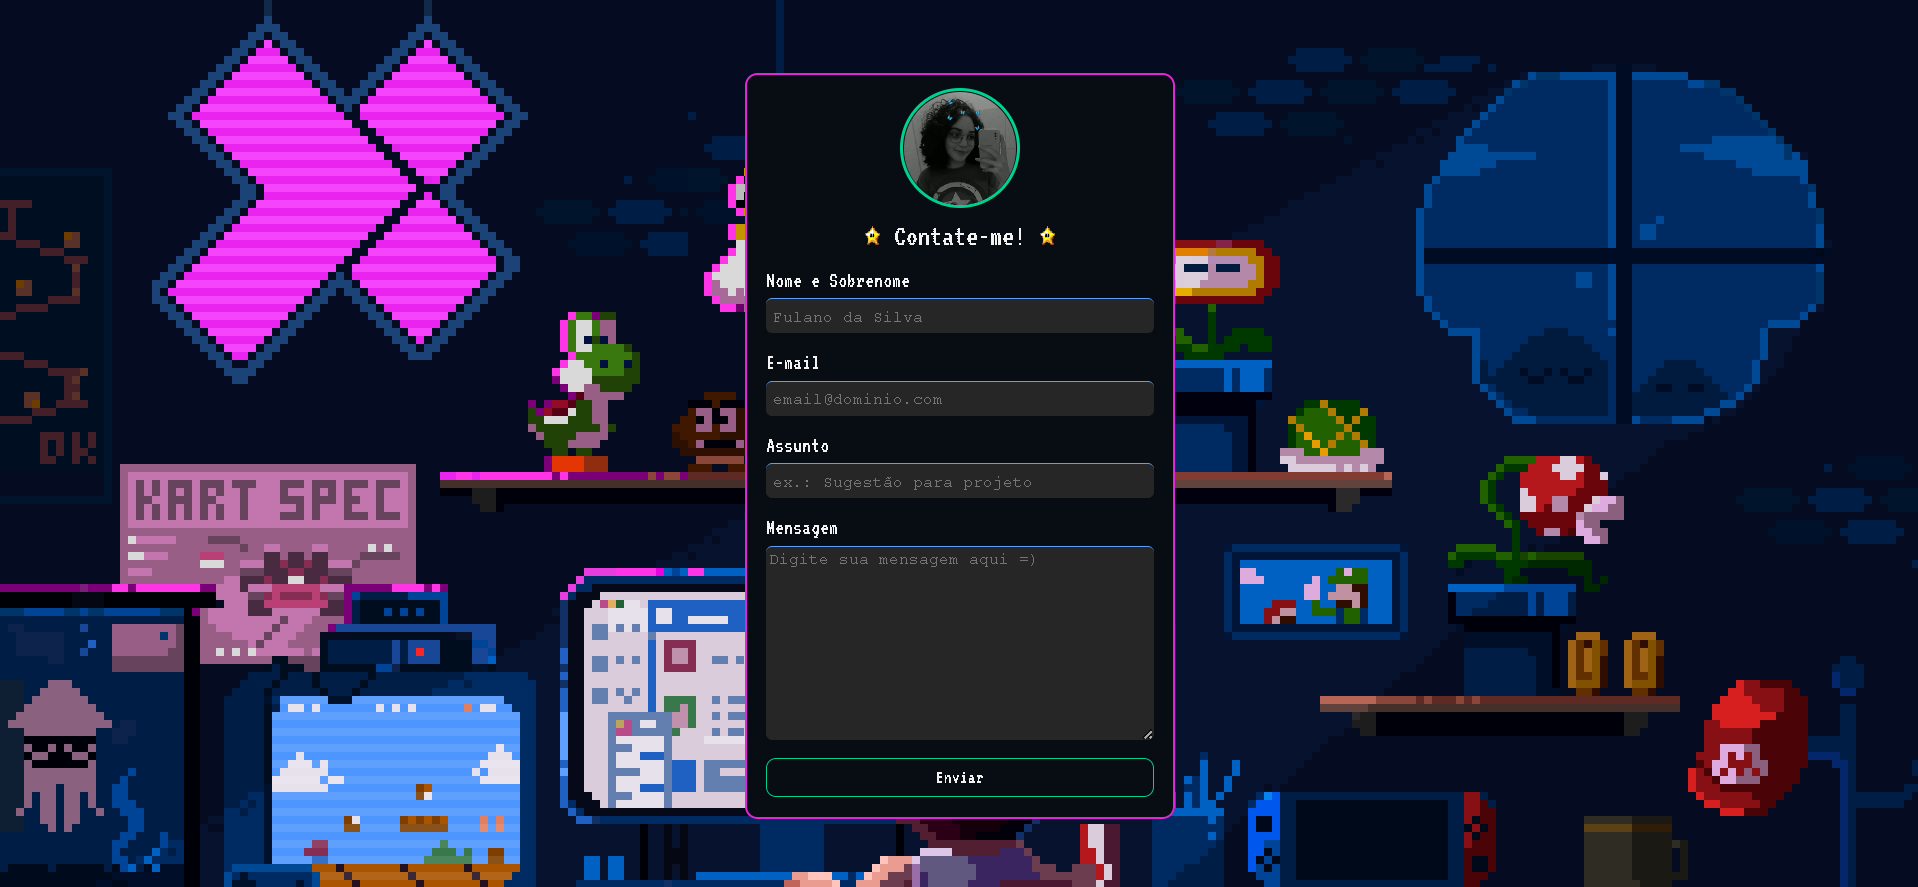 DK
KART SPEC
Contate-me!
Nome e Sobrenome
Fulano da Silva
E-mail
email@dominio.com
Assunto
ex.: Sugestão para projeto
Mensagem
Digite sua mensagem aqui =)
Enviar